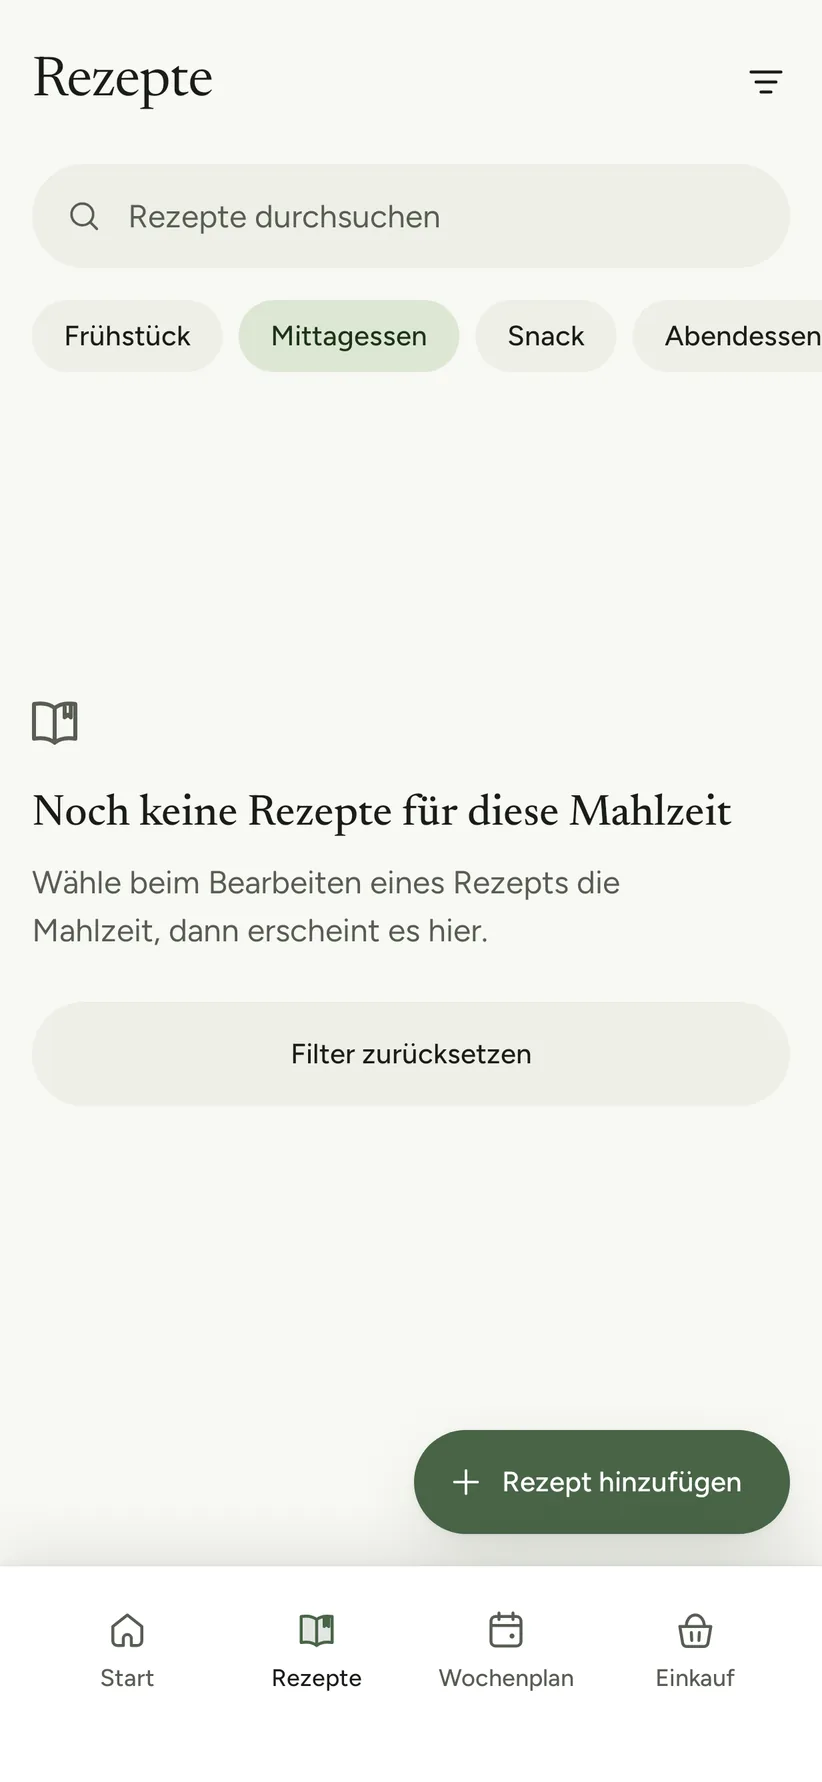 Rezepte
Rezepte durchsuchen
Frühstück
Mittagessen
Snack
Abendessen
Noch keine Rezepte für diese Mahlzeit
Wähle beim Bearbeiten eines Rezepts die
Mahlzeit, dann erscheint es hier.
Filter zurücksetzen
Rezept hinzufügen
Start
Rezepte
Wochenplan
Einkauf